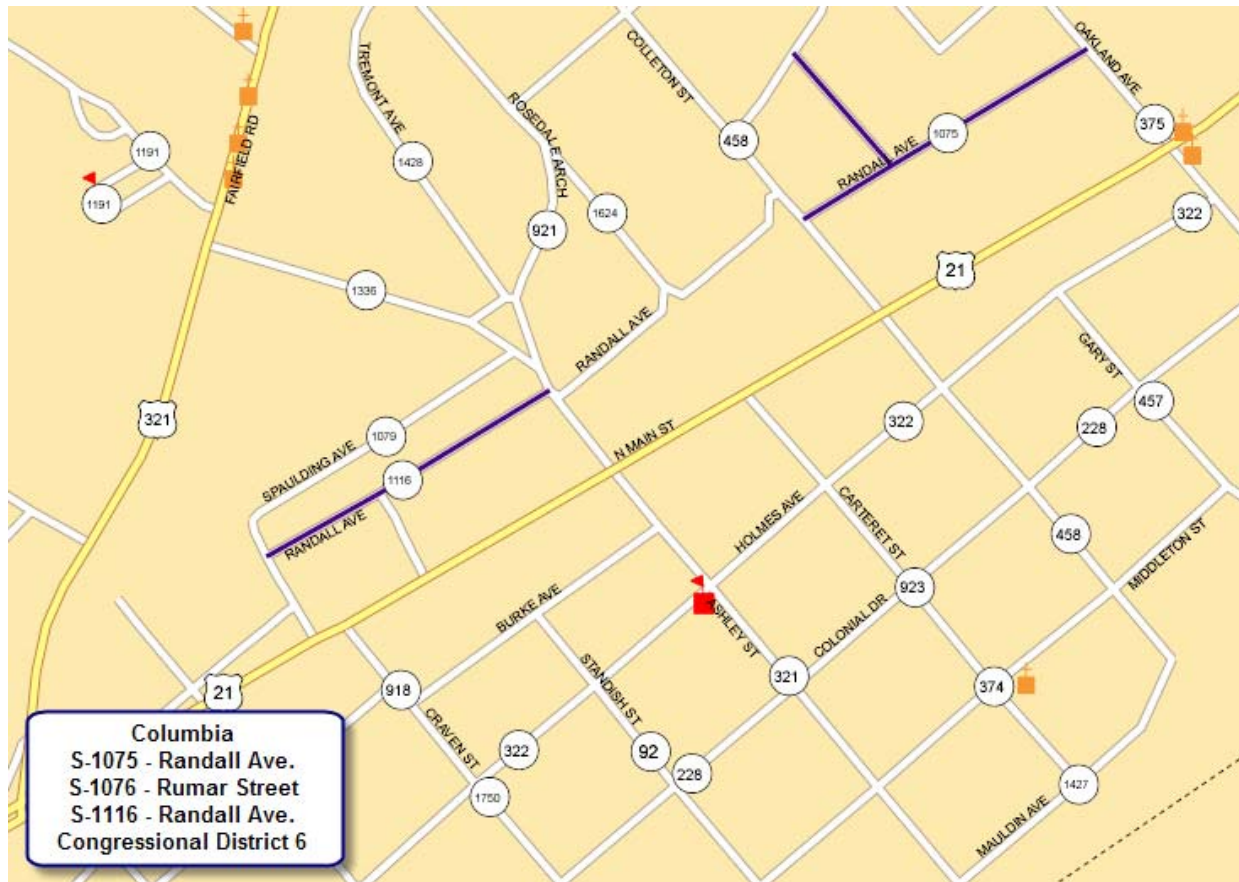 COLLETON ST
OAKLAND AVE
TREMONT AVE
ROSEDALE ARCH
375
1075
458
1191
1428
RANDALL AVE
FAIRFIELD RD
1191
1624
322
921
21
1336
RANDALL AVE
GARY ST
457
321
322
228
1079
N MAIN ST
SPAULDING AVE
1116
HOLMES AVE
CARTERET ST
458
RANDALL AVE
MIDDLETON ST
923
BURKE AVE
ASHLEY ST
COLONIAL DR
321
374
STANDISH ST
21
918
CRAVEN ST
322
92
228
1750
1427
MAULDIN AVE
Columbia
S-1075 - Randall Ave.
S-1076 - Rumar Street
S-1116 - Randall Ave.
Congressional District 6